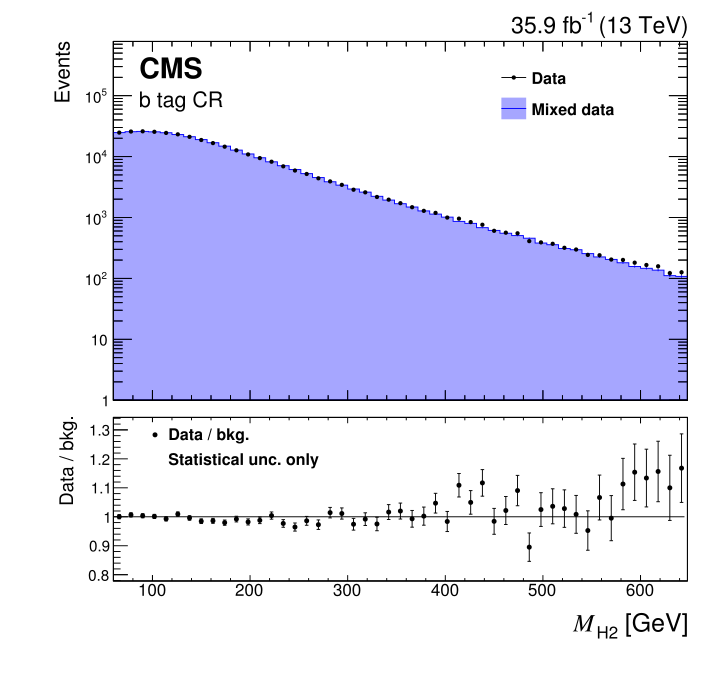 35.9 fb⁻¹ (13 TeV)
Events
CMS
b tag CR
Data
Mixed data
10⁵
10⁴
10³
10²
10
1
Data / bkg.
Data / bkg.
Statistical unc. only
1.3
1.2
1.1
1
0.9
0.8
100 200 300 400 500 600
M_H2 [GeV]